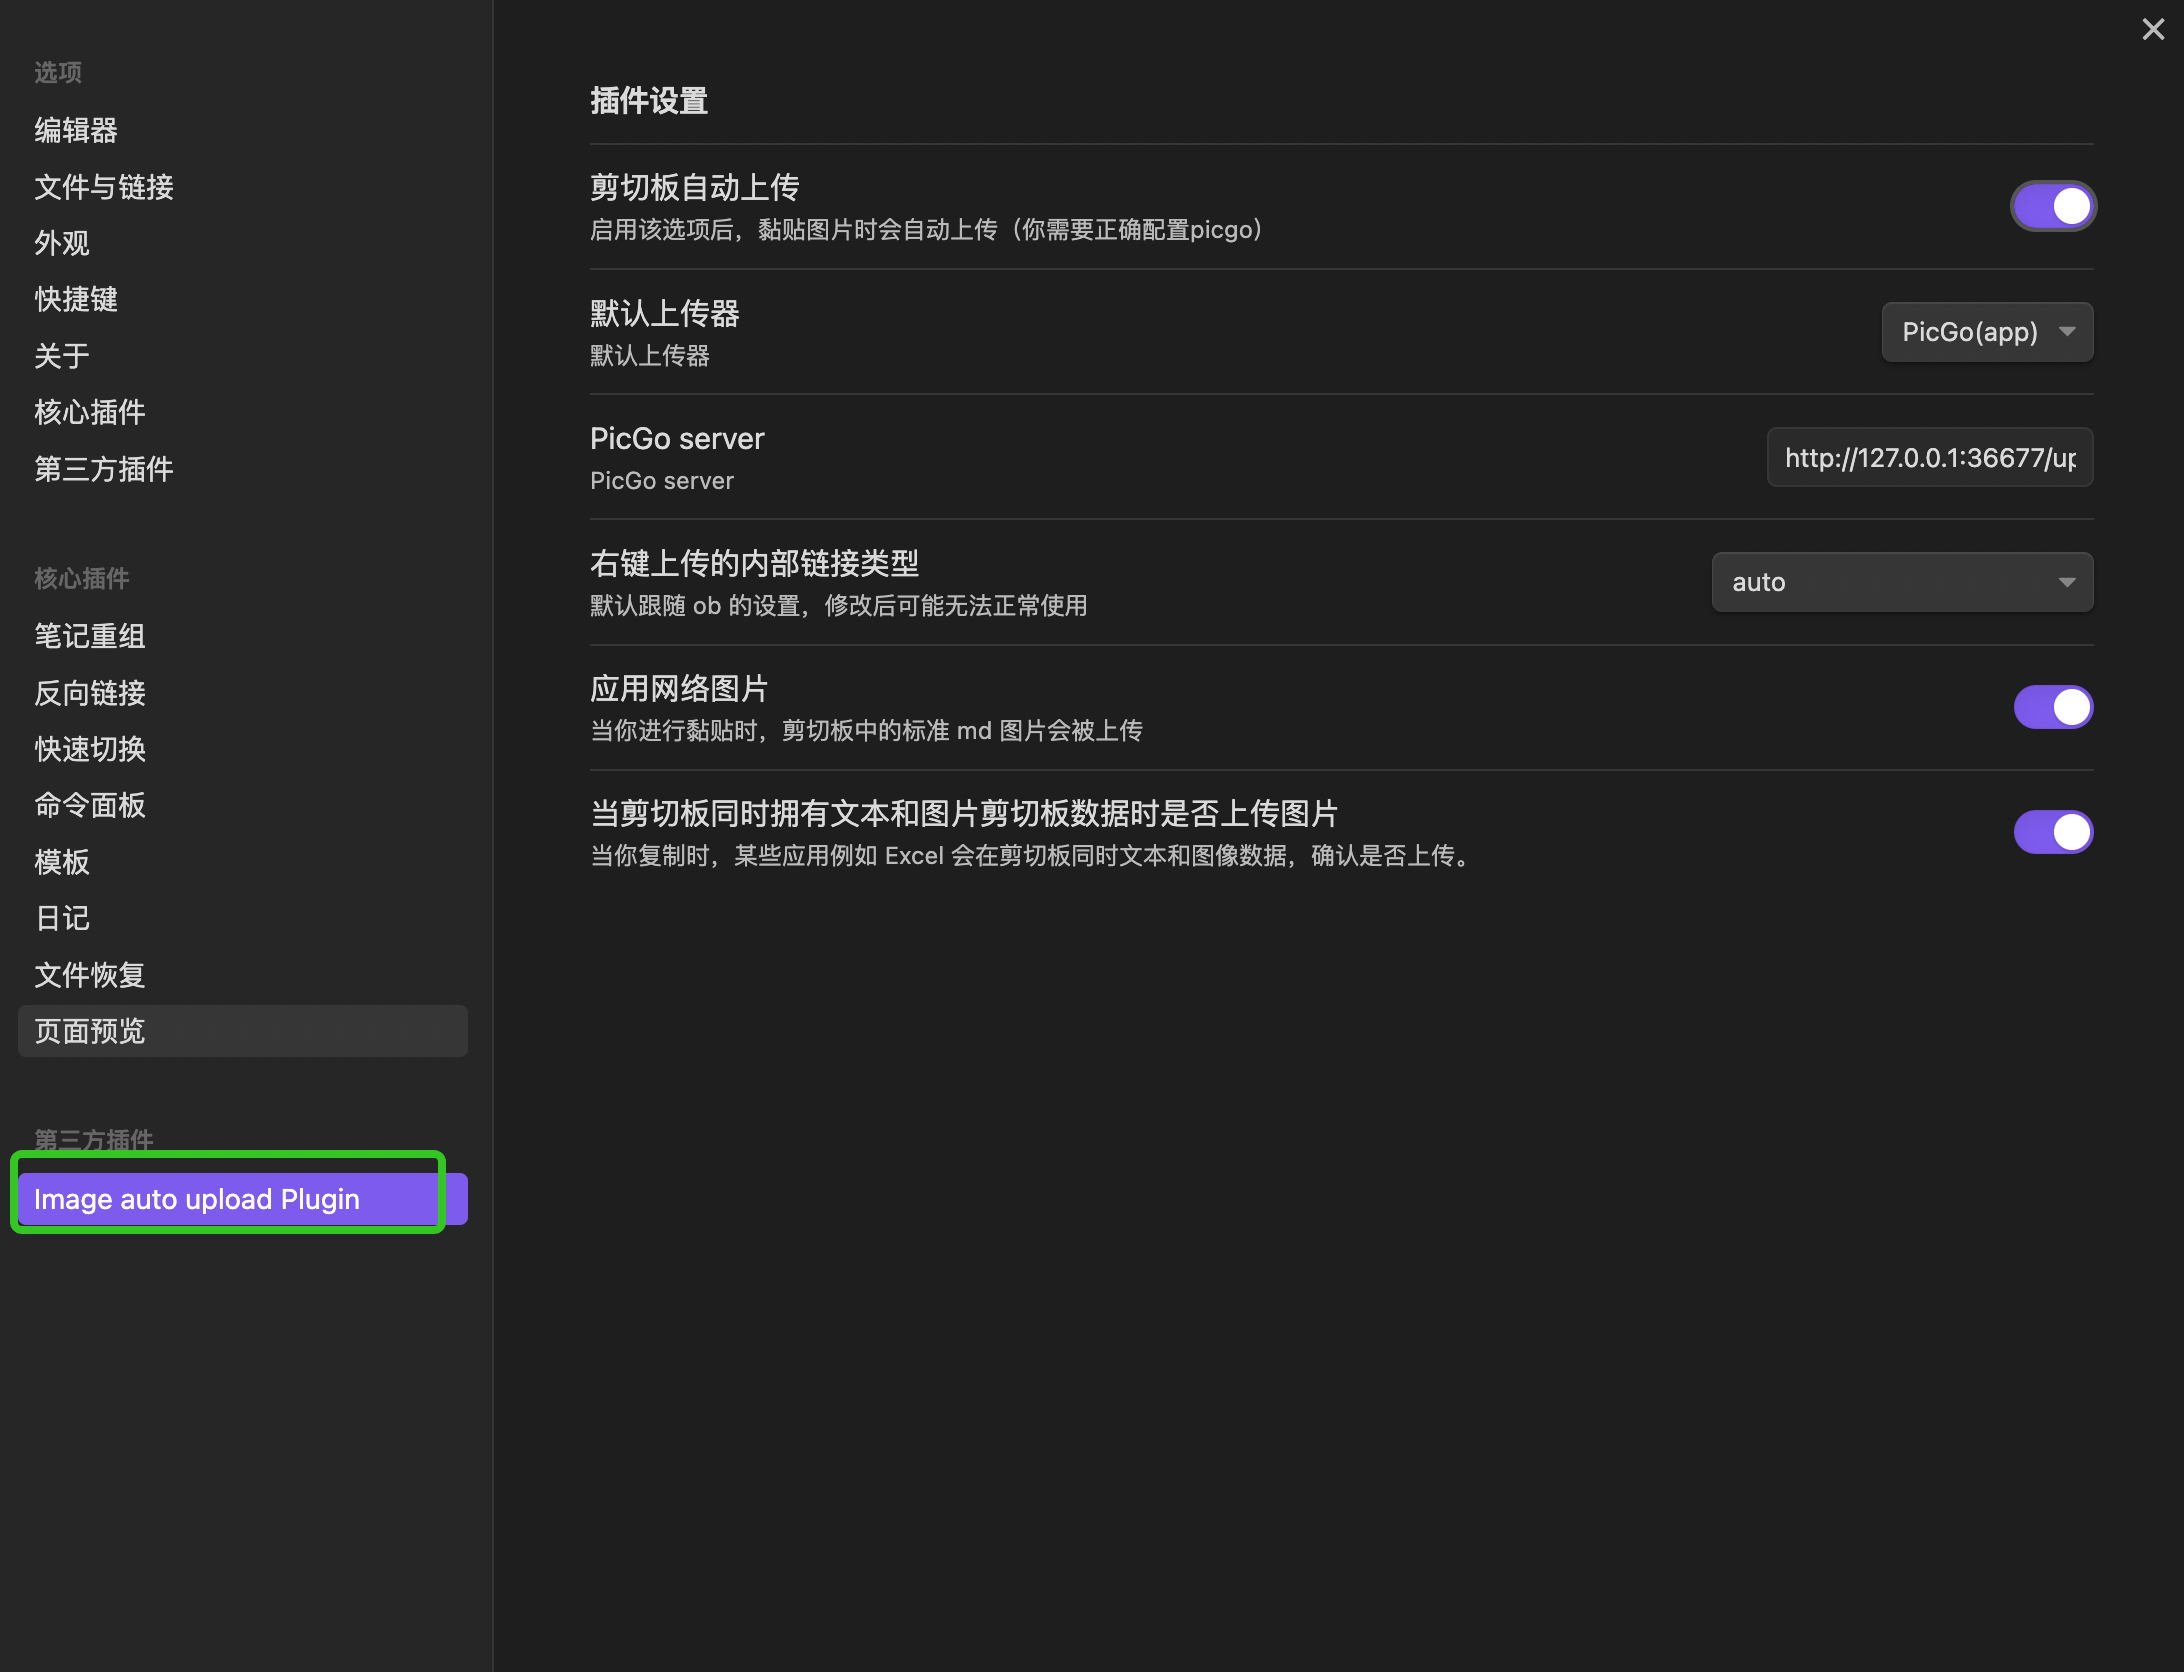 选项
编辑器
文件与链接
外观
快捷键
关于
核心插件
第三方插件
核心插件
笔记重组
反向链接
快速切换
命令面板
模板
日记
文件恢复
页面预览
第三方插件
Image auto upload Plugin
插件设置
剪切板自动上传
启用该选项后，黏贴图片时会自动上传（你需要正确配置picgo）
默认上传器
默认上传器
PicGo(app)
PicGo server
PicGo server
http://127.0.0.1:36677/up
右键上传的内部链接类型
默认跟随 ob 的设置，修改后可能无法正常使用
auto
应用网络图片
当你进行黏贴时，剪切板中的标准 md 图片会被上传
当剪切板同时拥有文本和图片剪切板数据时是否上传图片
当你复制时，某些应用例如 Excel 会在剪切板同时文本和图像数据，确认是否上传。